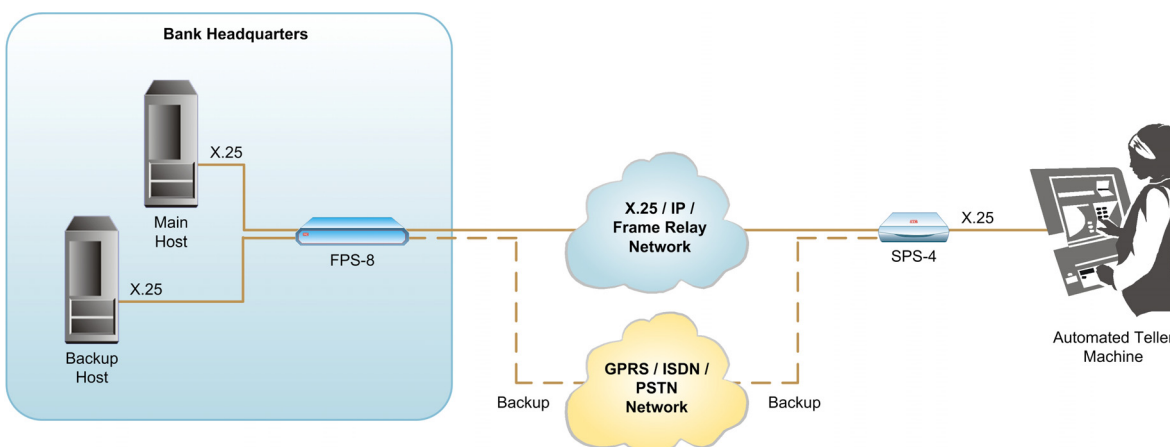 Bank Headquarters
X.25
Main
Host
X.25
Backup
Host
FPS-8
X.25 / IP /
Frame Relay
Network
GPRS / ISDN /
PSTN
Network
Backup
Backup
SPS-4
X.25
Automated Teller
Machine